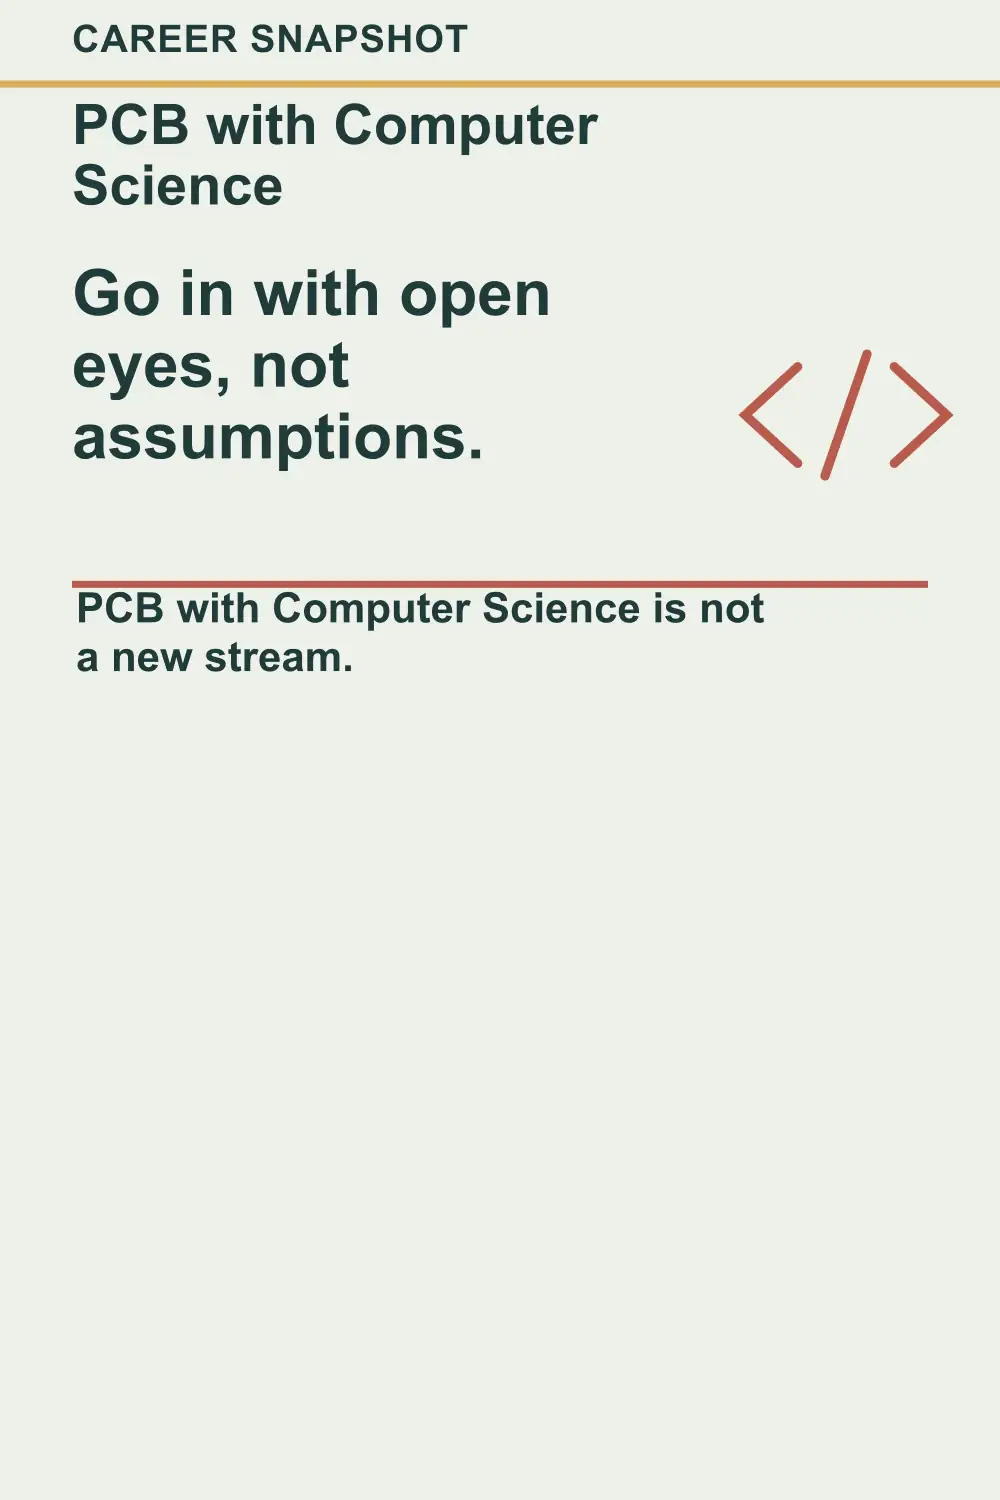 CAREER SNAPSHOT
PCB with Computer
Science
Go in with open
eyes, not
assumptions.
PCB with Computer Science is not
a new stream.